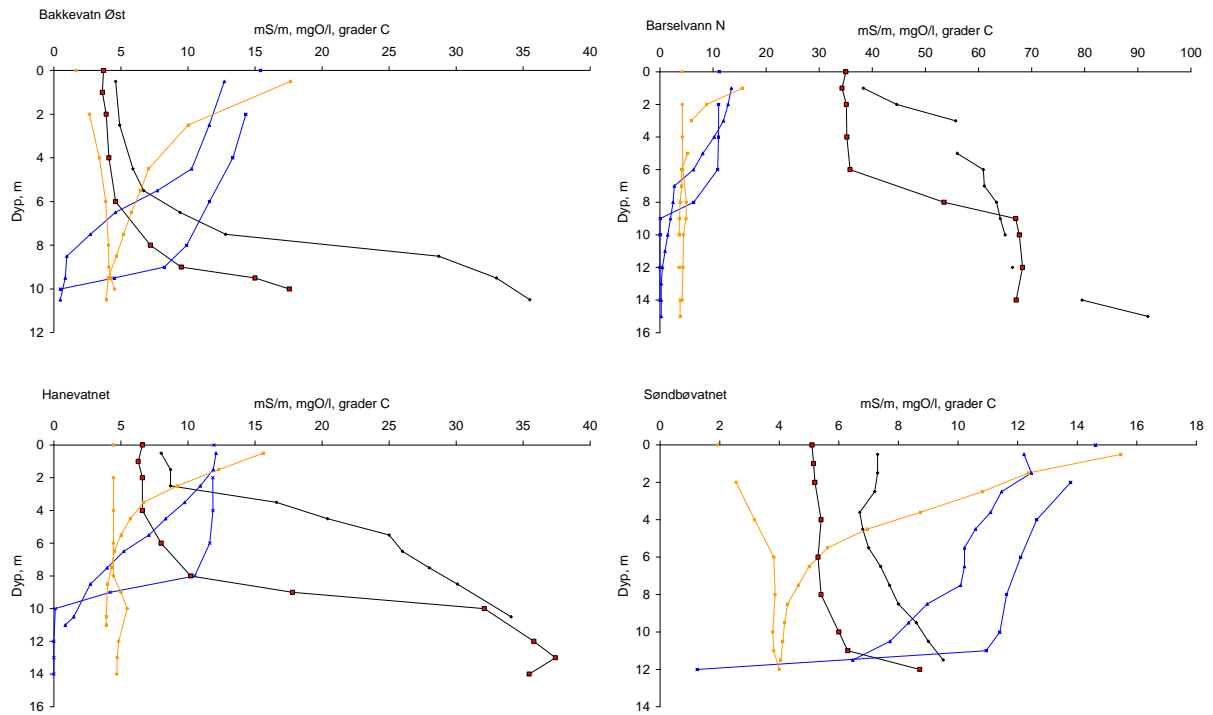 Bakkevatn Øst
mS/m, mgO/l, grader C
0 5 10 15 20 25 30 35 40
0
2
4
6
8
10
12
Dyp, m
Barselvann N
mS/m, mgO/l, grader C
0 10 20 30 40 50 60 70 80 90 100
0
2
4
6
8
10
12
14
16
Dyp, m
Hanevatnet
mS/m, mgO/l, grader C
0 5 10 15 20 25 30 35 40
0
2
4
6
8
10
12
14
16
Dyp, m
Søndbøvatnet
mS/m, mgO/l, grader C
0 2 4 6 8 10 12 14 16 18
0
2
4
6
8
10
12
14
16
Dyp, m